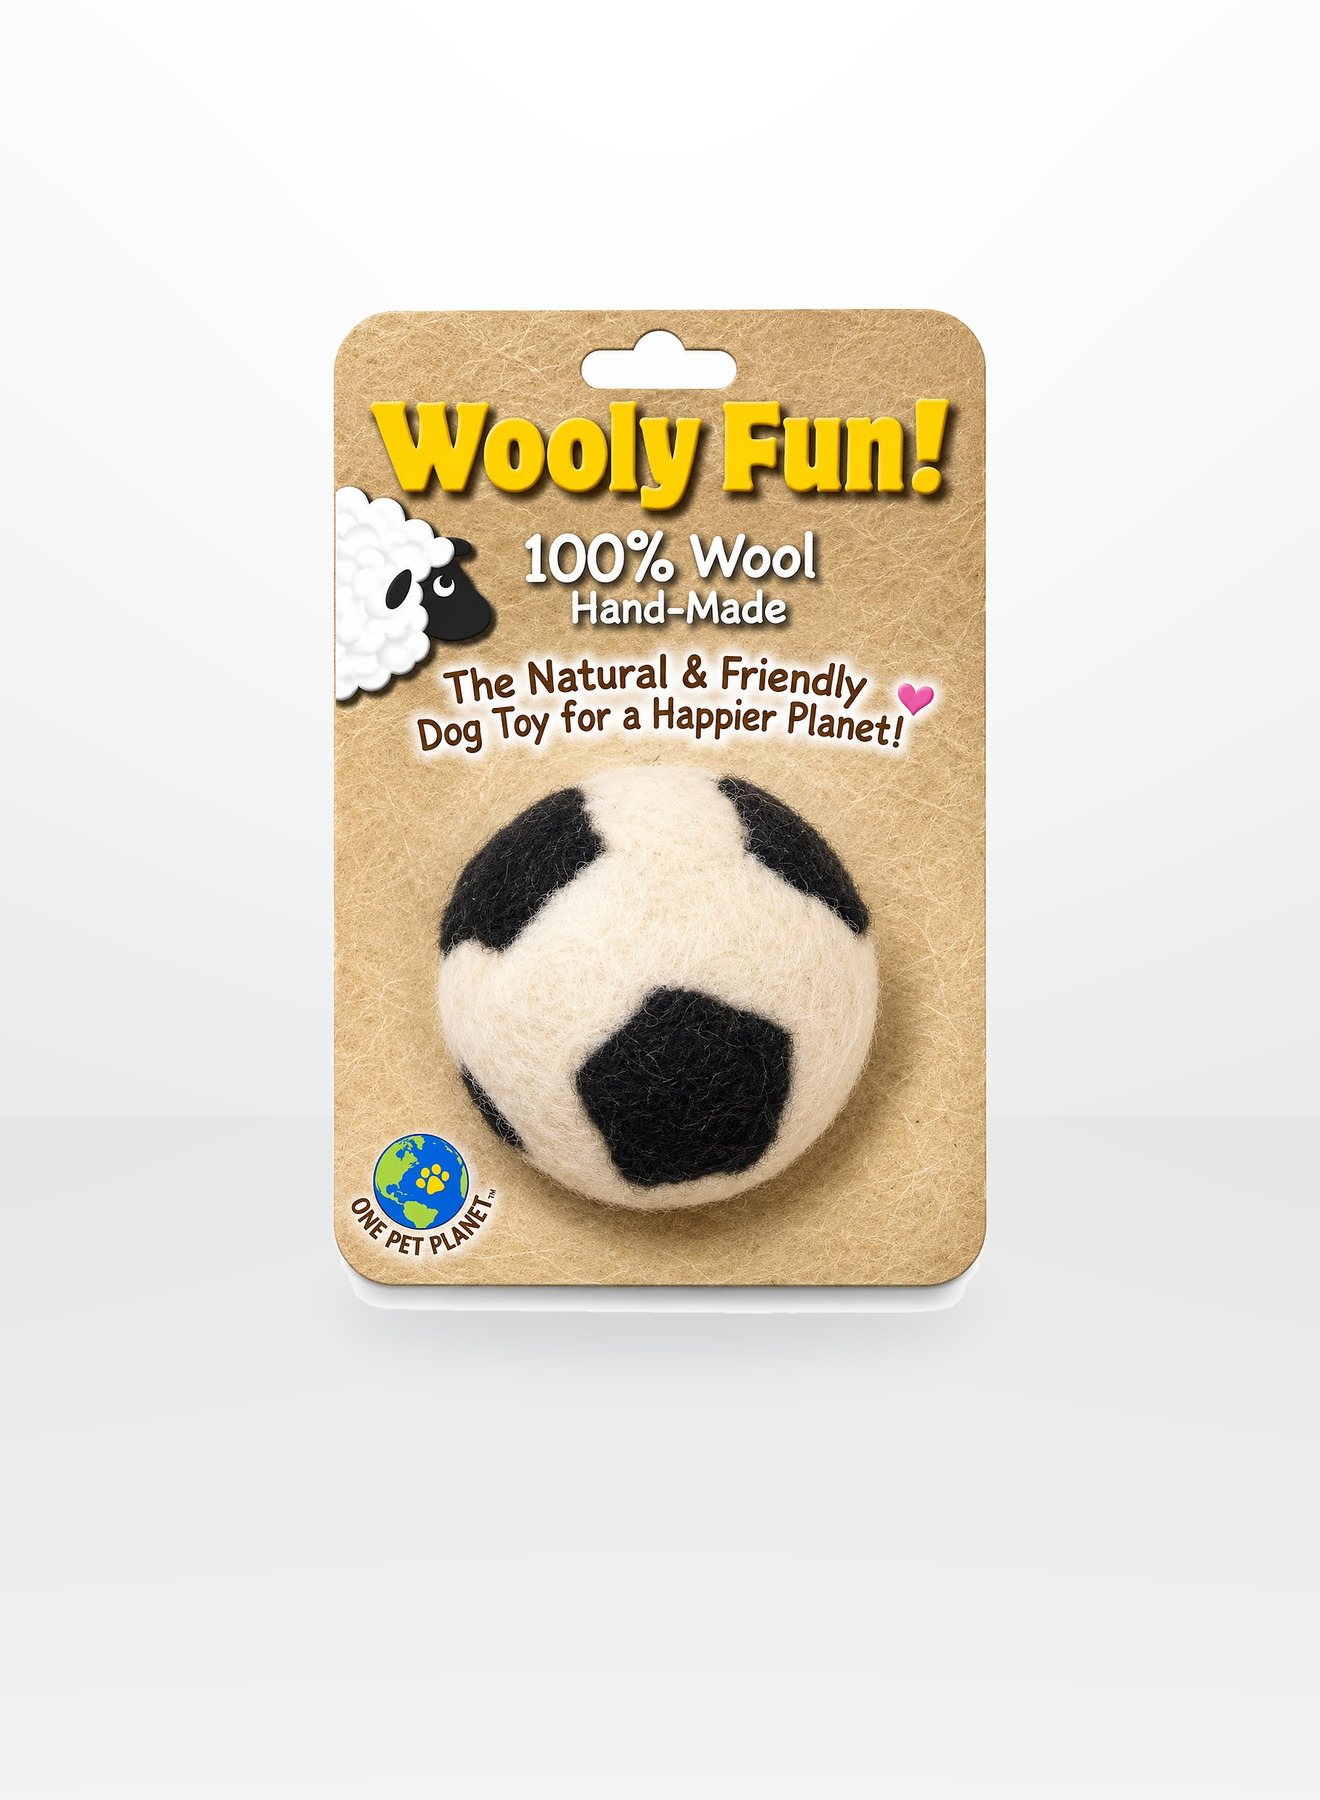 Wooly Fun!
100% Wool
Hand-Made
The Natural & Friendly
Dog Toy for a Happier Planet!
ONE PET PLANET™